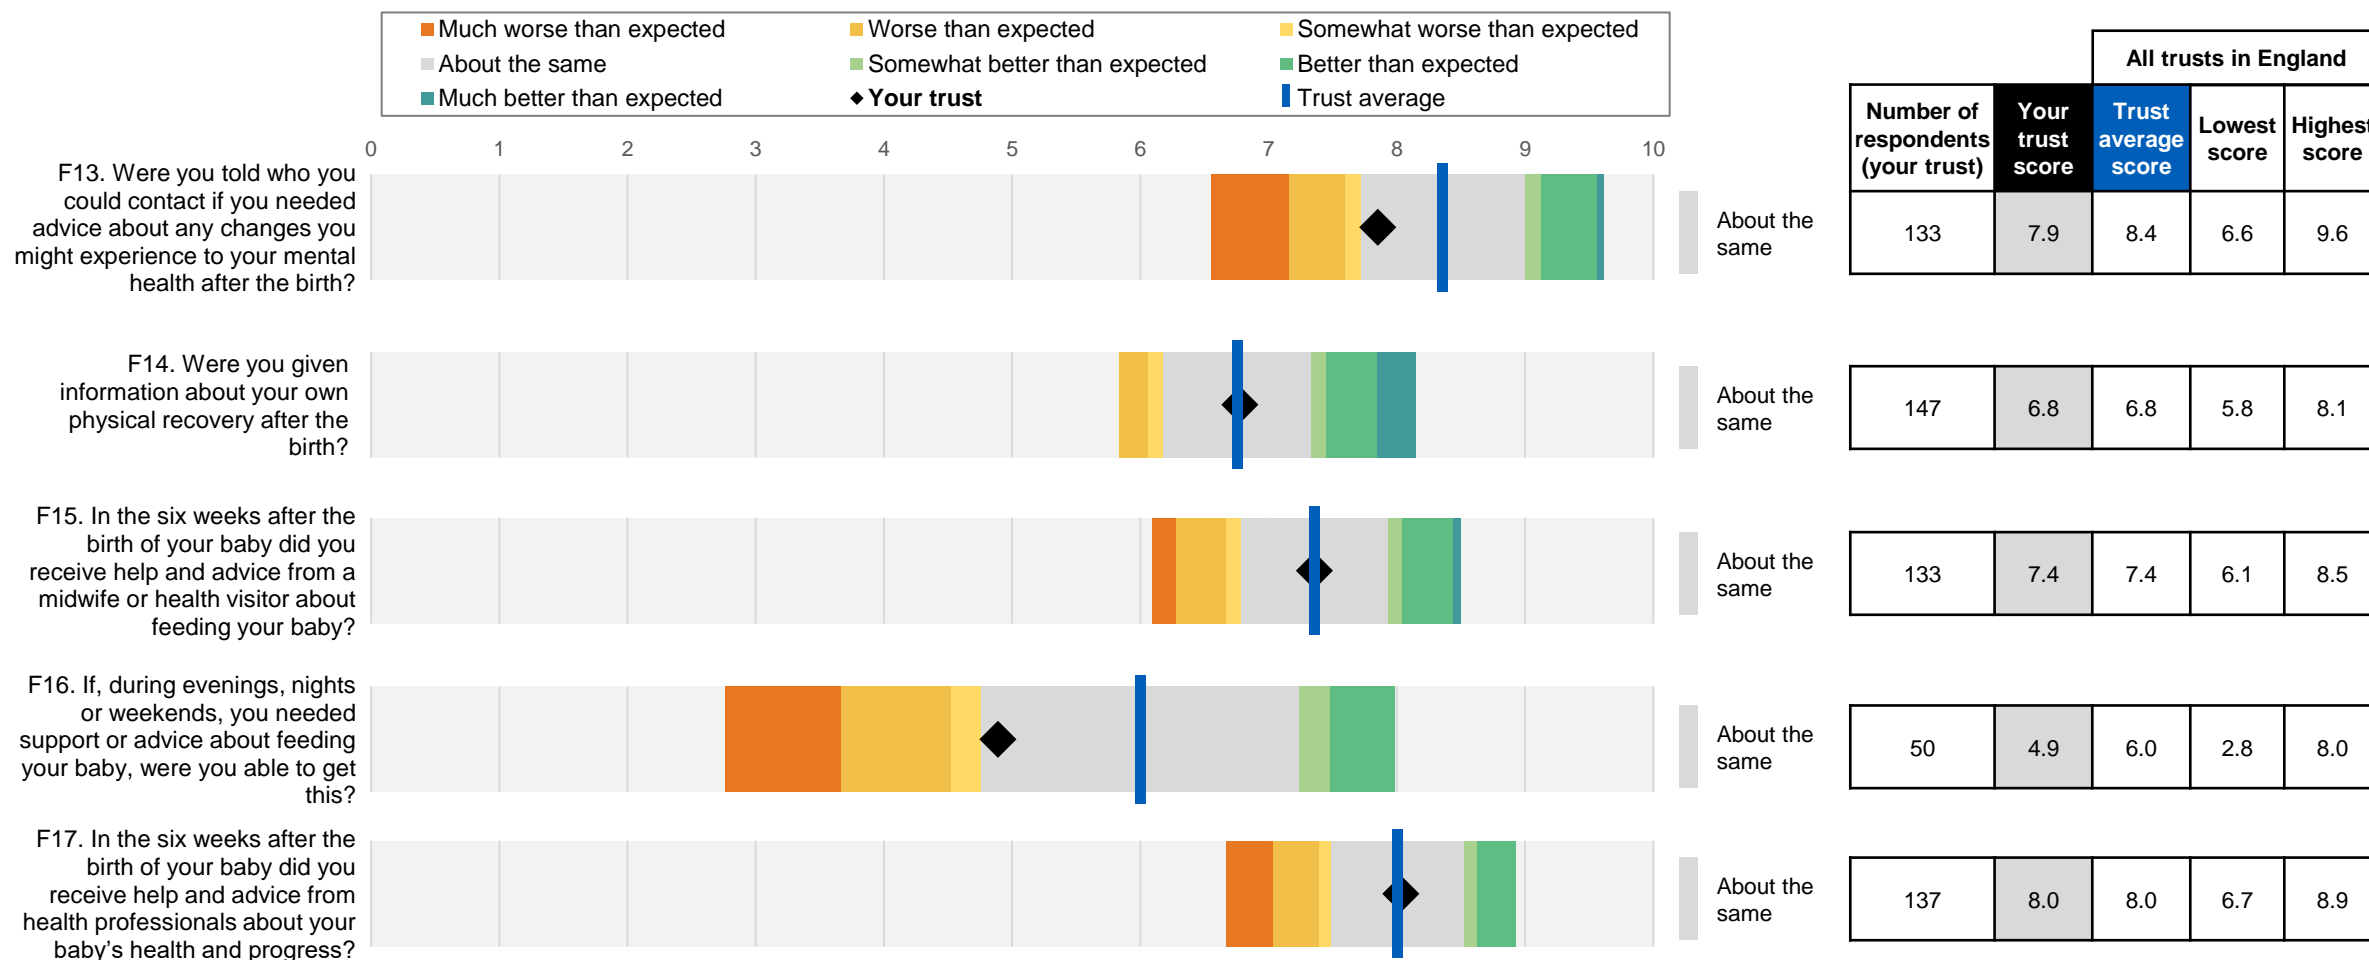 Much worse than expected
Worse than expected
Somewhat worse than expected
About the same
Somewhat better than expected
Better than expected
Much better than expected
Your trust
Trust average
All trusts in England
Number of
respondents
(your trust)
Your
trust
score
Trust
average
score
Lowest
score
Highest
score
0 1 2 3 4 5 6 7 8 9 10
F13. Were you told who you
could contact if you needed
advice about any changes you
might experience to your mental
health after the birth?
About the
same
133 7.9 8.4 6.6 9.6
F14. Were you given
information about your own
physical recovery after the
birth?
About the
same
147 6.8 6.8 5.8 8.1
F15. In the six weeks after the
birth of your baby did you
receive help and advice from a
midwife or health visitor about
feeding your baby?
About the
same
133 7.4 7.4 6.1 8.5
F16. If, during evenings, nights
or weekends, you needed
support or advice about feeding
your baby, were you able to get
this?
About the
same
50 4.9 6.0 2.8 8.0
F17. In the six weeks after the
birth of your baby did you
receive help and advice from
health professionals about your
baby’s health and progress?
About the
same
137 8.0 8.0 6.7 8.9